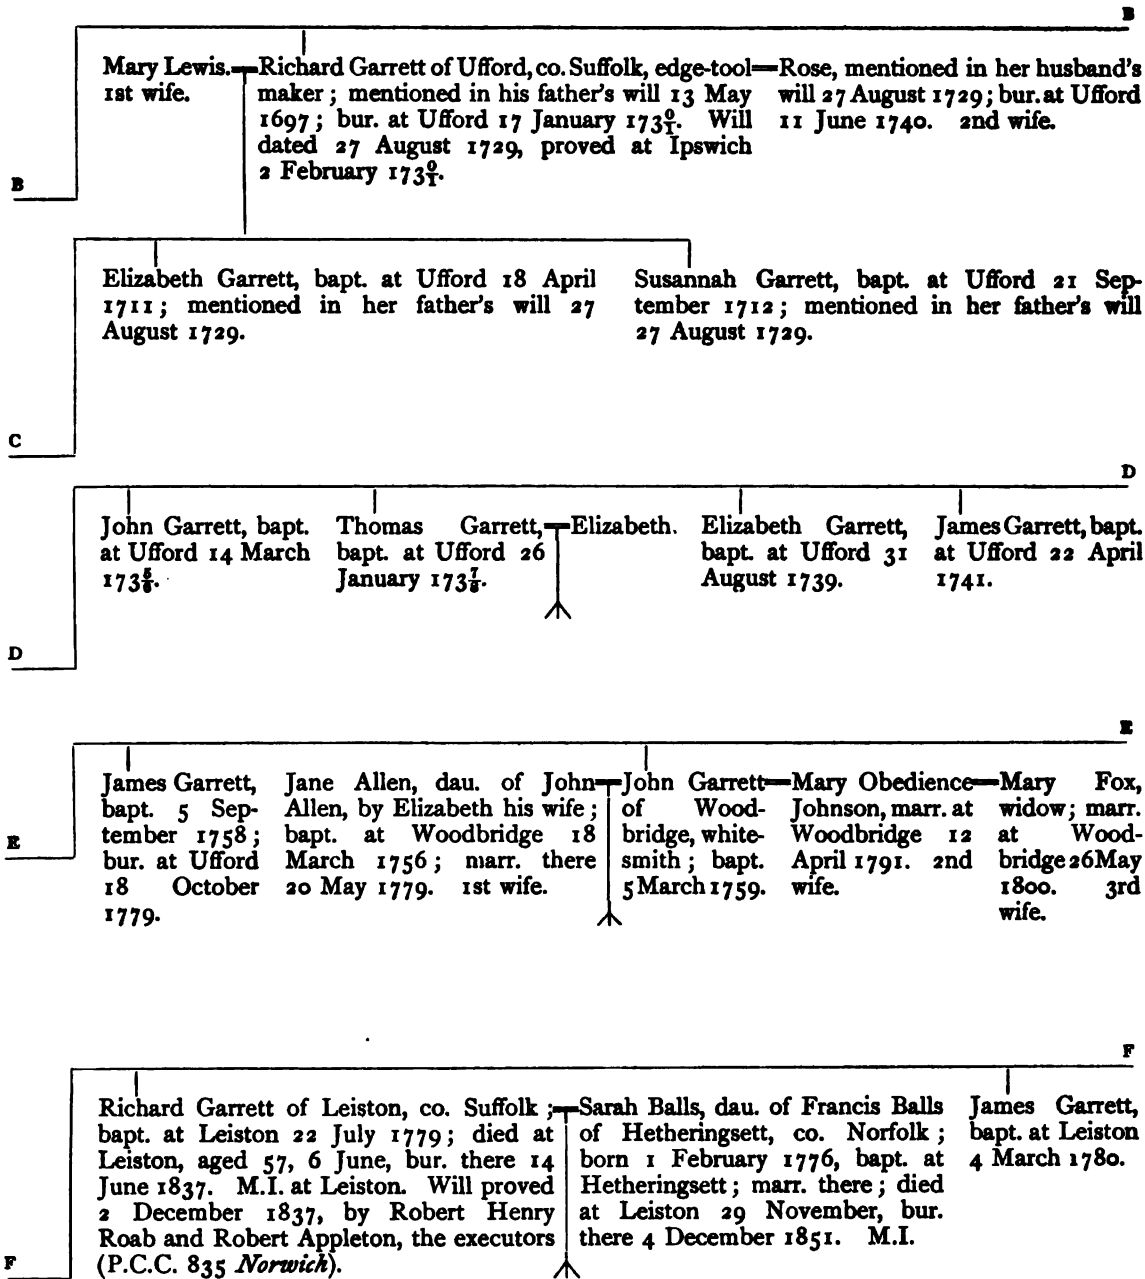 B
Mary Lewis.
1st wife.
Richard Garrett of Ufford, co. Suffolk, edge-tool
maker; mentioned in his father's will 13 May
1697; bur. at Ufford 17 January 173⁰⁄₁. Will
dated 27 August 1729, proved at Ipswich
2 February 173⁰⁄₁.
Rose, mentioned in her husband's
will 27 August 1729; bur. at Ufford
11 June 1740. 2nd wife.
B
Elizabeth Garrett, bapt. at Ufford 18 April
1711; mentioned in her father's will 27
August 1729.
Susannah Garrett, bapt. at Ufford 21 Sep-
tember 1712; mentioned in her father's will
27 August 1729.
C
D
John Garrett, bapt.
at Ufford 14 March
173⁵⁄₆.
Thomas Garrett,
bapt. at Ufford 26
January 173⁷⁄₈.
Elizabeth.
Elizabeth Garrett,
bapt. at Ufford 31
August 1739.
James Garrett, bapt.
at Ufford 22 April
1741.
D
E
James Garrett,
bapt. 5 Sep-
tember 1758;
bur. at Ufford
18 October
1779.
Jane Allen, dau. of John
Allen, by Elizabeth his wife;
bapt. at Woodbridge 18
March 1756; marr. there
20 May 1779. 1st wife.
John Garrett
of Wood-
bridge, white-
smith; bapt.
5 March 1759.
Mary Obedience
Johnson, marr. at
Woodbridge 12
April 1791. 2nd
wife.
Mary Fox,
widow; marr.
at Wood-
bridge 26 May
1800. 3rd
wife.
E
F
Richard Garrett of Leiston, co. Suffolk;
bapt. at Leiston 22 July 1779; died at
Leiston, aged 57, 6 June, bur. there 14
June 1837. M.I. at Leiston. Will proved
2 December 1837, by Robert Henry
Roab and Robert Appleton, the executors
(P.C.C. 835 Norwich).
Sarah Balls, dau. of Francis Balls
of Hetheringsett, co. Norfolk;
born 1 February 1776, bapt. at
Hetheringsett; marr. there; died
at Leiston 29 November, bur.
there 4 December 1851. M.I.
James Garrett,
bapt. at Leiston
4 March 1780.
F